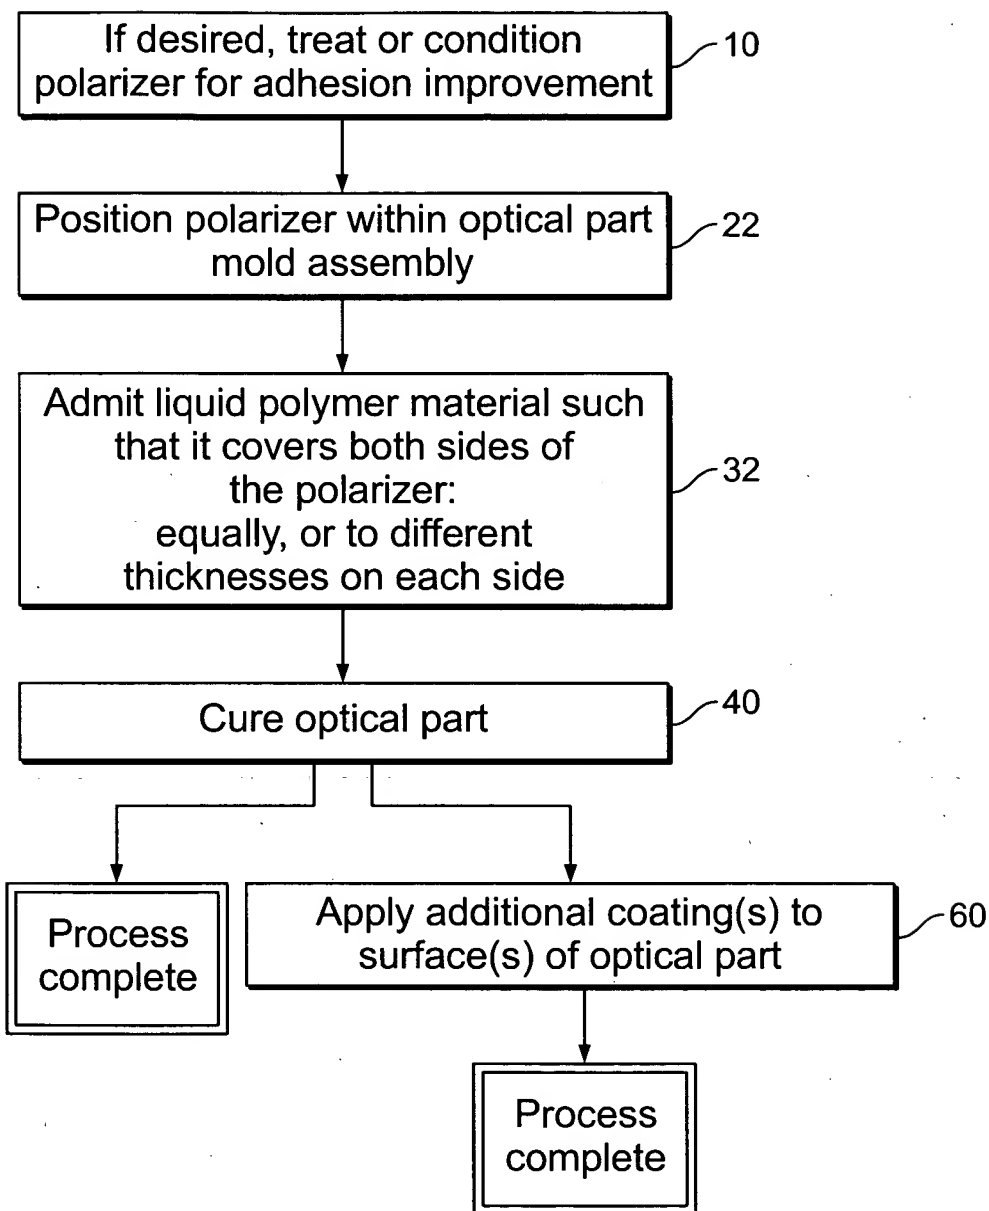 If desired, treat or condition
polarizer for adhesion improvement
10
Position polarizer within optical part
mold assembly
22
Admit liquid polymer material such
that it covers both sides of
the polarizer:
equally, or to different
thicknesses on each side
32
Cure optical part
40
Process
complete
Apply additional coating(s) to
surface(s) of optical part
60
Process
complete